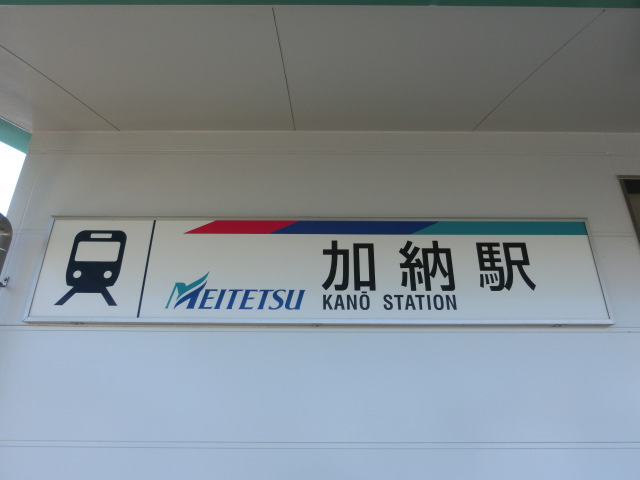 加納駅
MEITETSU KANŌ STATION